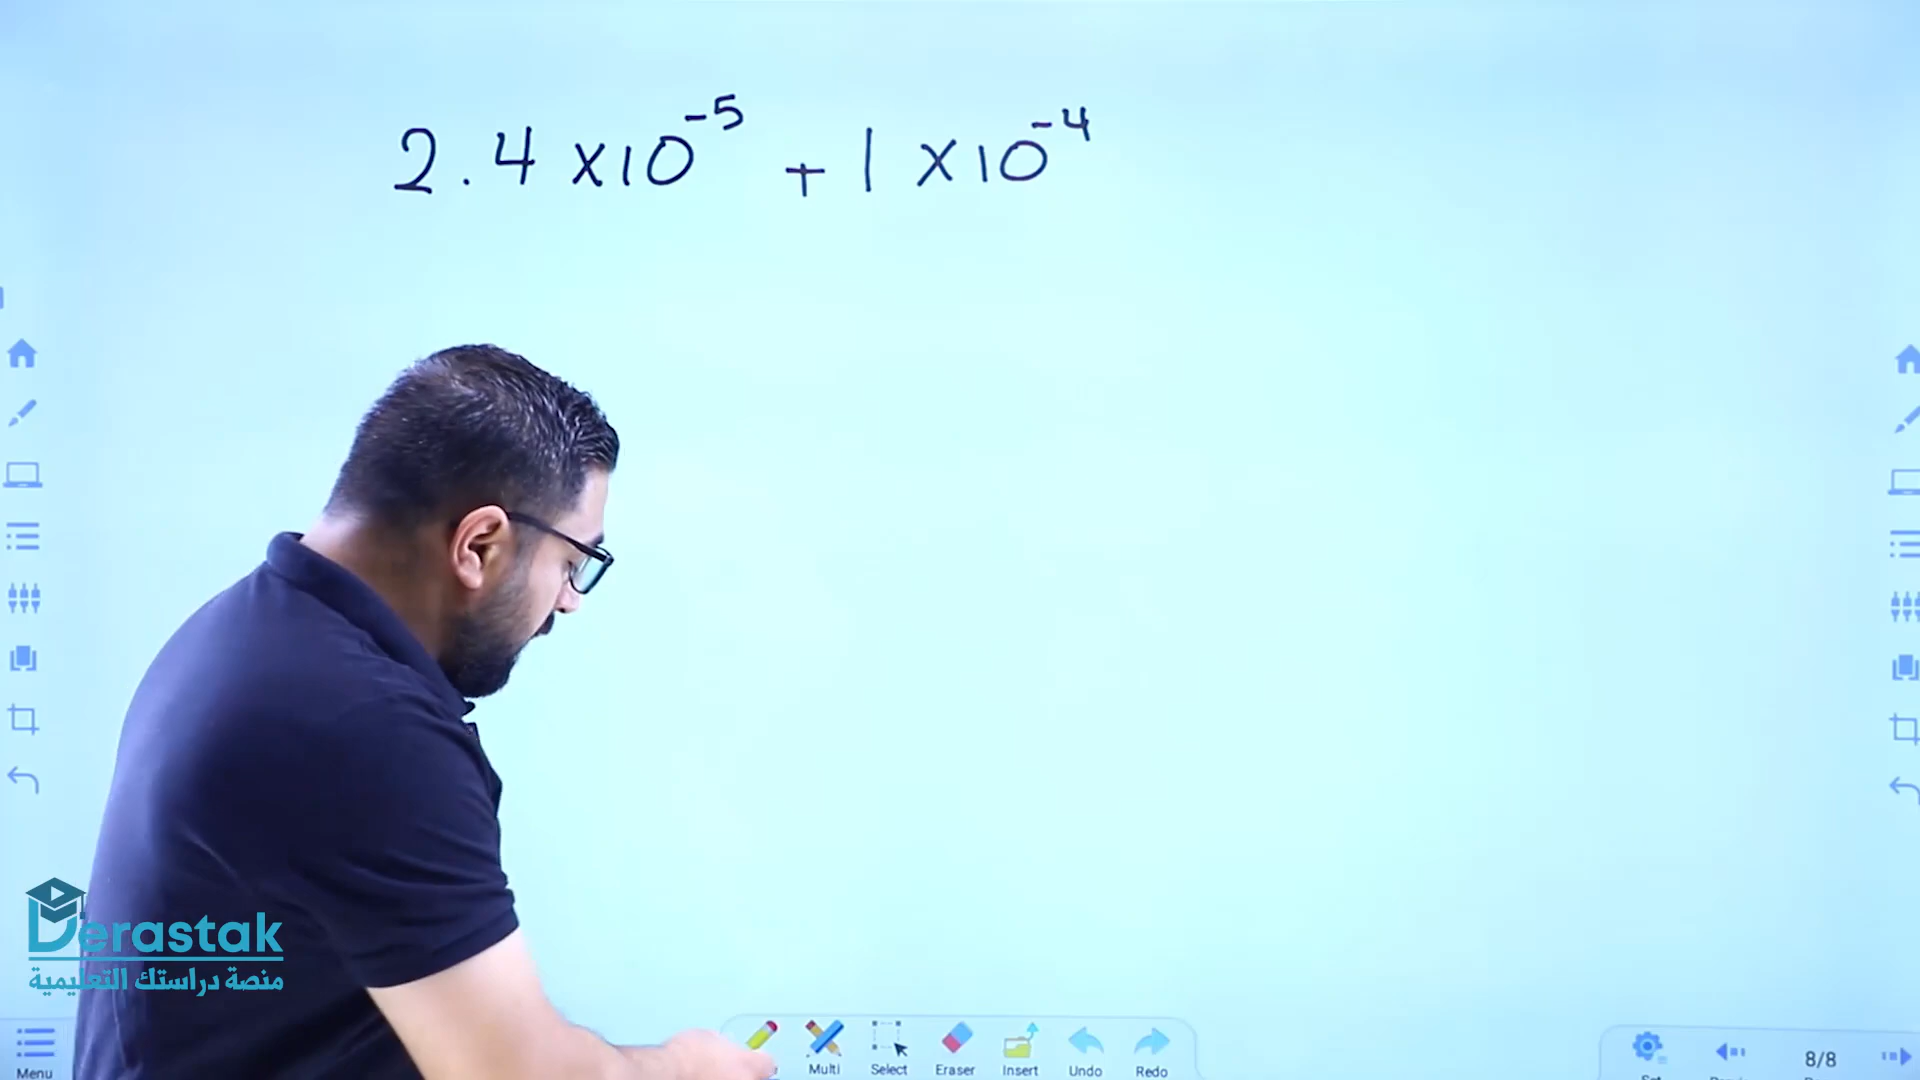 2.4 x10⁻⁵ + 1 x10⁻⁴
Derastak
منصة دراستك التعليمية
Menu
Multi
Select
Eraser
Insert
Undo
Redo
8/8